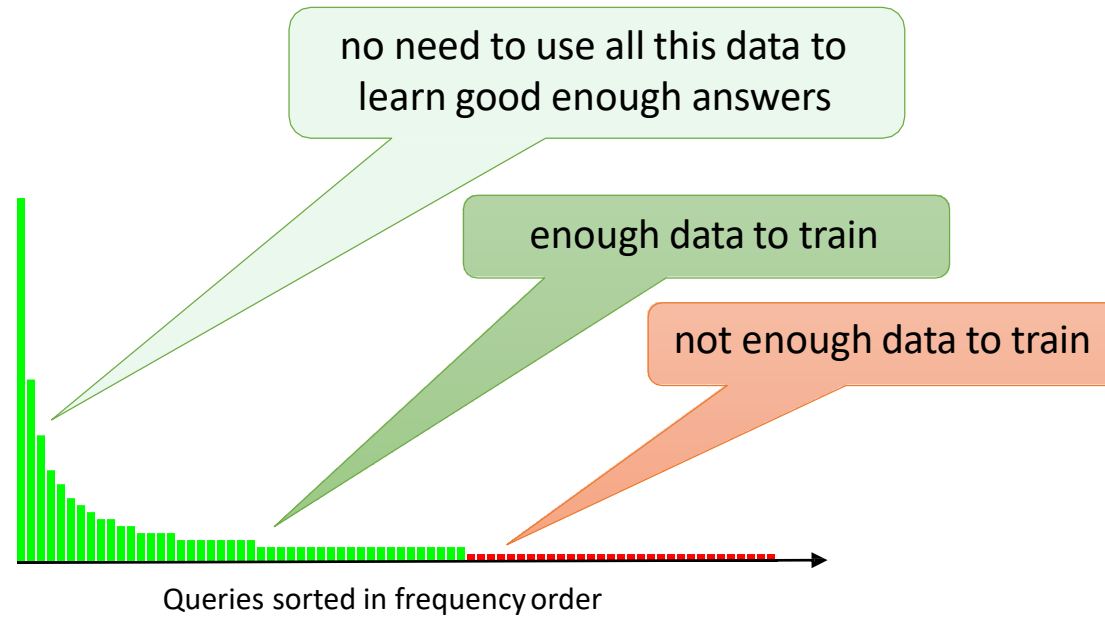 no need to use all this data to
learn good enough answers
enough data to train
not enough data to train
Queries sorted in frequency order